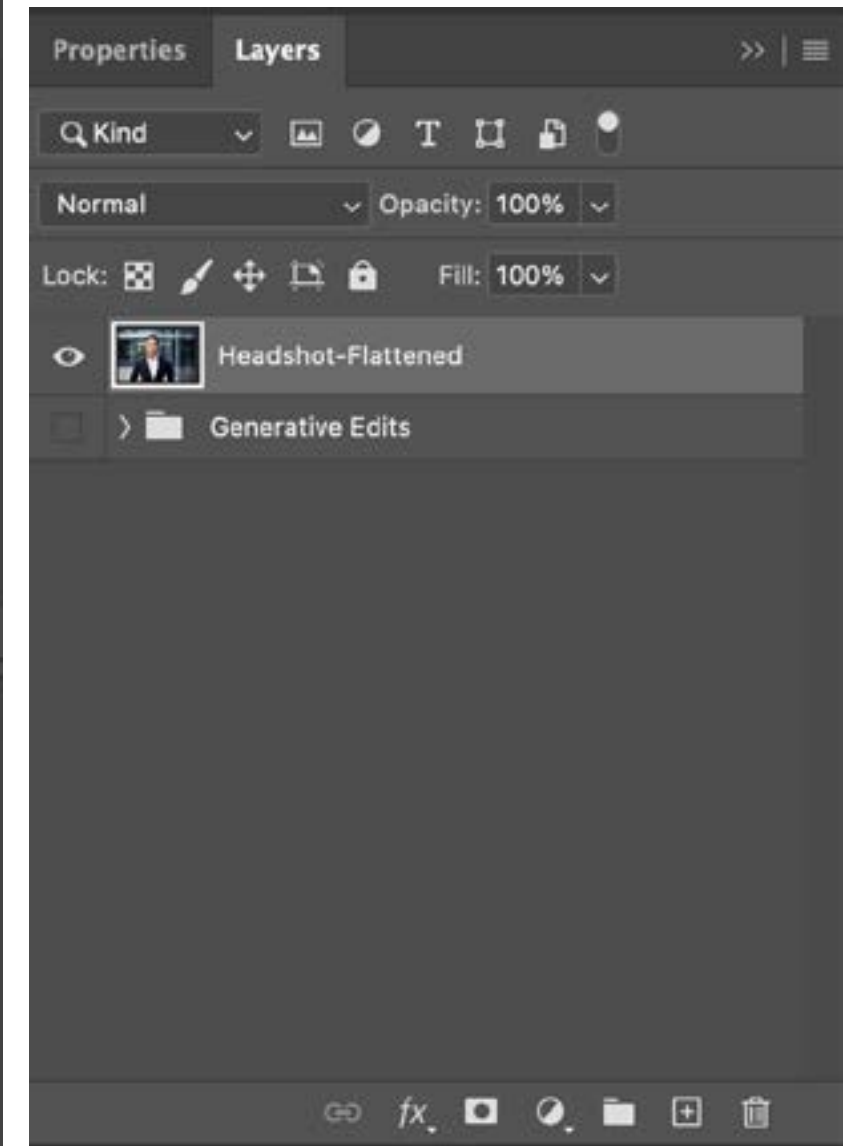 Properties Layers
Kind
Normal Opacity: 100%
Lock: Fill: 100%
Headshot-Flattened
Generative Edits
fx